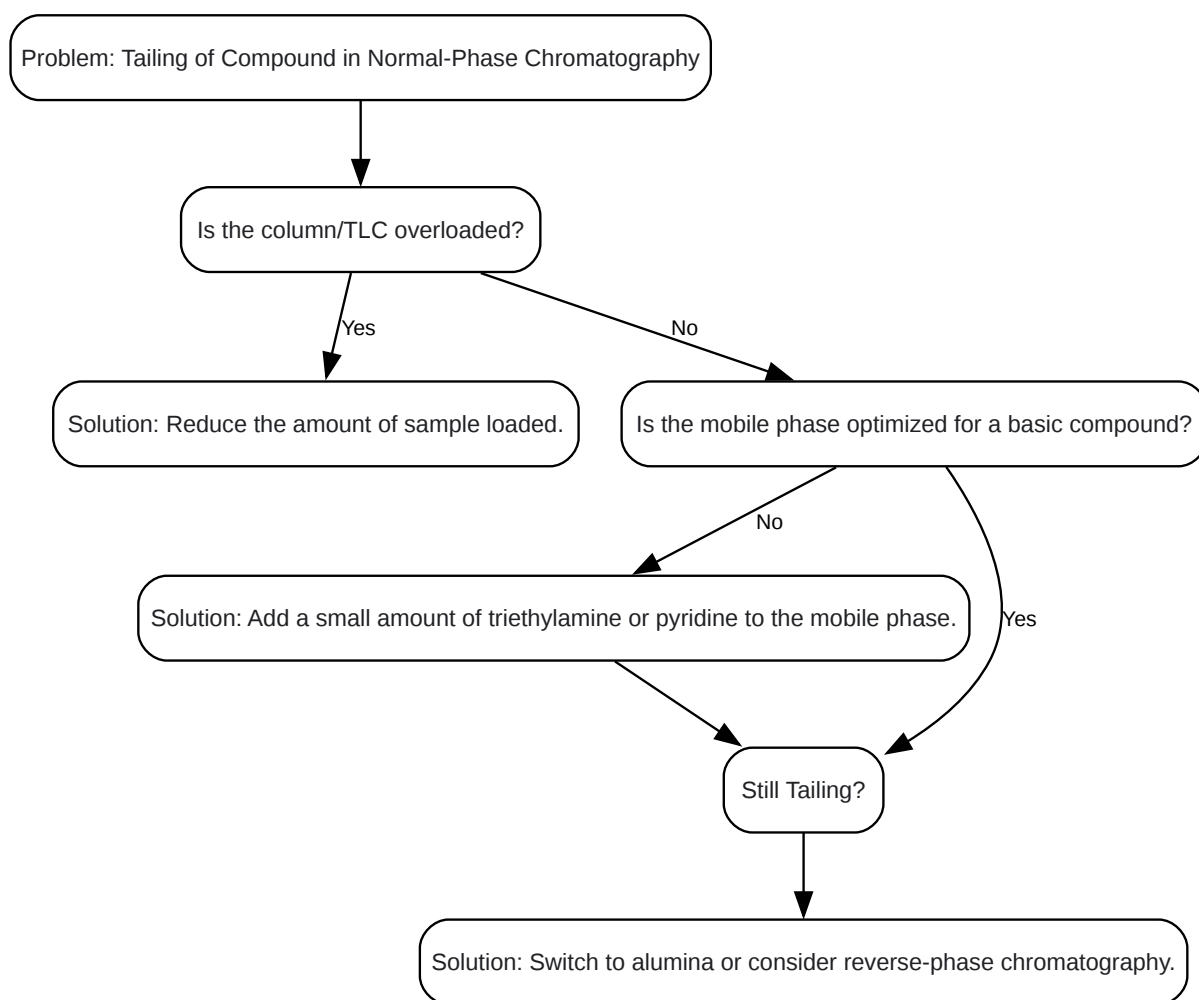 Problem: Tailing of Compound in Normal-Phase Chromatography
Is the column/TLC overloaded?
Yes
No
Solution: Reduce the amount of sample loaded.
Is the mobile phase optimized for a basic compound?
No
Solution: Add a small amount of triethylamine or pyridine to the mobile phase.
Yes
Still Tailing?
Solution: Switch to alumina or consider reverse-phase chromatography.